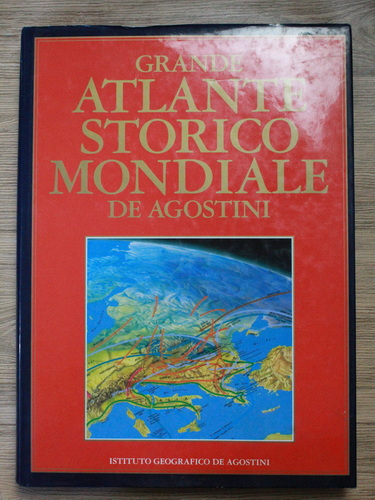 GRANDE
ATLANTE
STORICO
MONDIALE
DE AGOSTINI
ISTITUTO GEOGRAFICO DE AGOSTINI